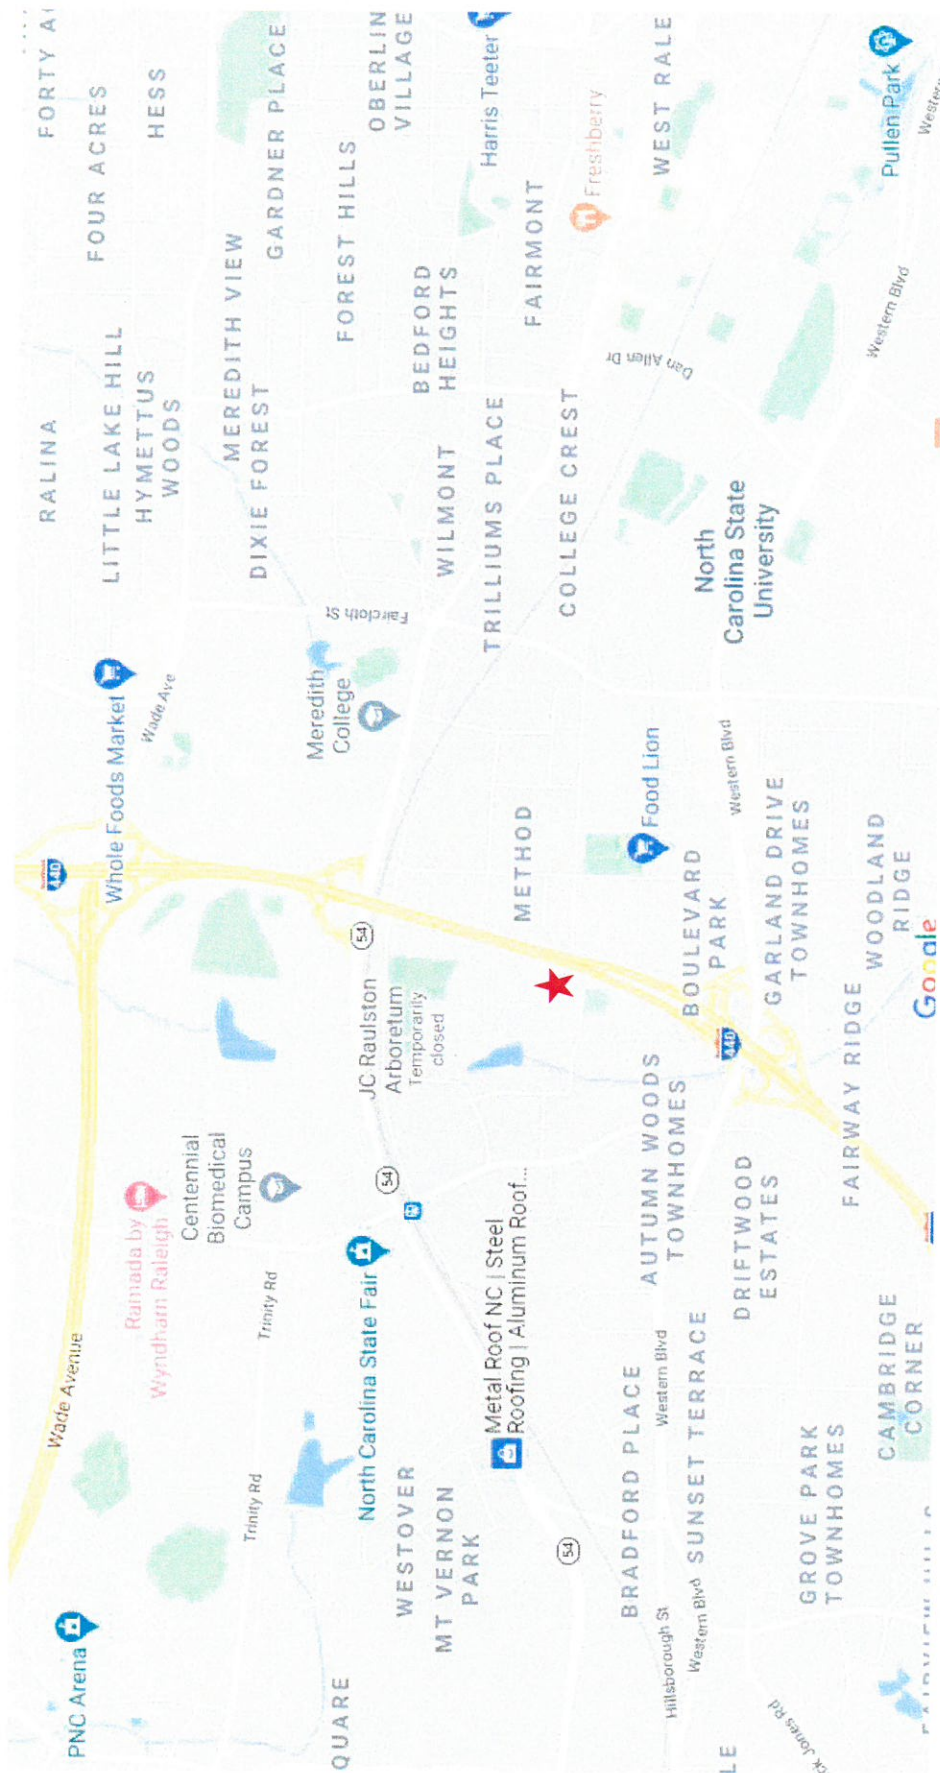 PNC Arena
Wade Avenue
Ramada by
Wyndham Raleigh
440
Whole Foods Market
Wade Ave
RALINA
LITTLE LAKE HILL
HYMETTUS
WOODS
FOUR ACRES
HESS
Trinity Rd
Trinity Rd
Centennial
Biomedical
Campus
MEREDITH VIEW
DIXIE FOREST
GARDNER PLACE
QUARE
North Carolina State Fair
54
JC Raulston
Arboretum
Temporarily
closed
54
Meredith
College
Faircloth St
FOREST HILLS
OBERLIN
VILLAGE
WESTOVER
MT VERNON
PARK
Metal Roof NC | Steel
Roofing | Aluminum Roof...
METHOD
WILMONT
TRILLIUMS PLACE
BEDFORD
HEIGHTS
Harris Teeter
FAIRMONT
COLLEGE CREST
Freshberry
54
BRADFORD PLACE
Hillsborough St
Western Blvd
Western Blvd
SUNSET TERRACE
AUTUMN WOODS
TOWNHOMES
BOULEVARD
PARK
Food Lion
Western Blvd
Dan Allen Dr
WEST RALE
North
Carolina State
University
440
DRIFTWOOD
ESTATES
GARLAND DRIVE
TOWNHOMES
Western Blvd
Pullen Park
Western
LE
ck Jones Rd
GROVE PARK
TOWNHOMES
CAMBRIDGE
CORNER
FAIRWAY RIDGE
WOODLAND
RIDGE
Google